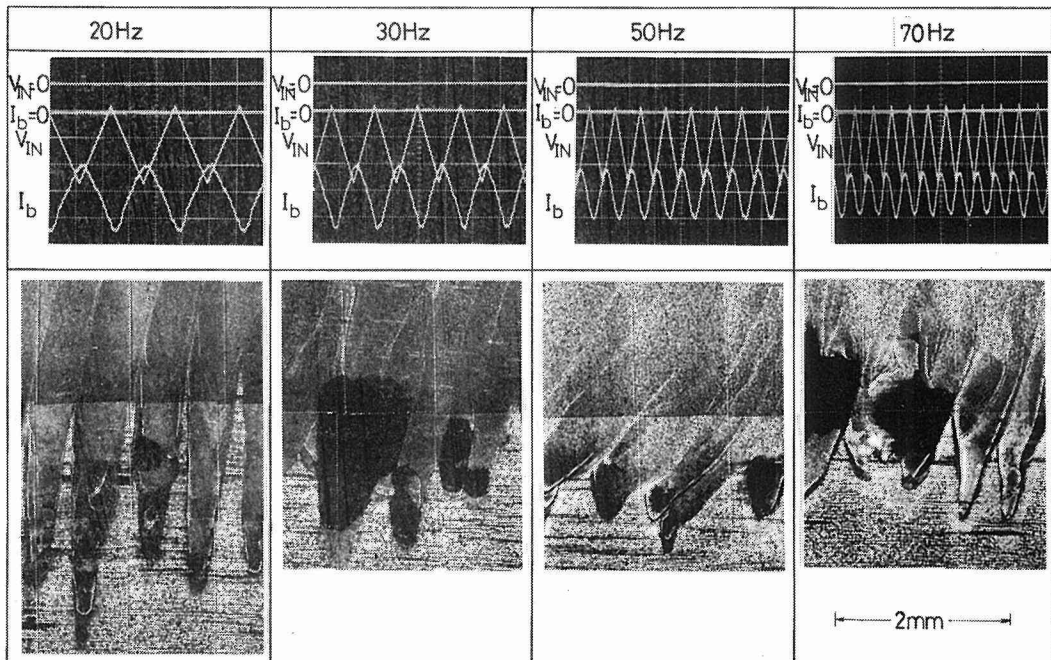 20Hz
30Hz
50Hz
70Hz
V_IN=0
I_b=0
V_IN
I_b
V_IN=0
I_b=0
V_IN
I_b
V_IN=0
I_b=0
V_IN
I_b
V_IN=0
I_b=0
V_IN
I_b
2mm